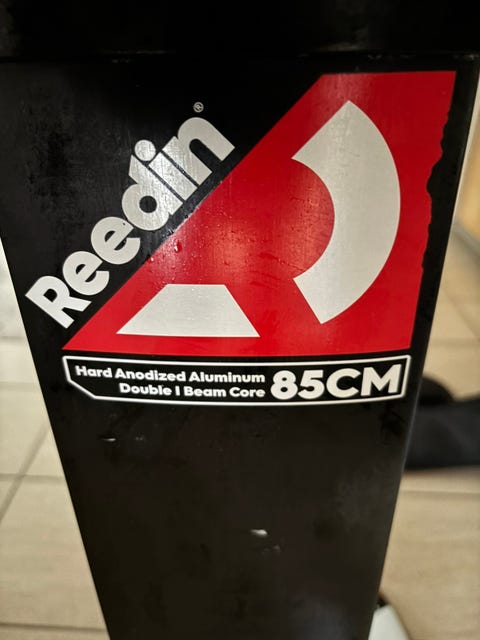 Reedin®
Hard Anodized Aluminum
Double I Beam Core
85CM